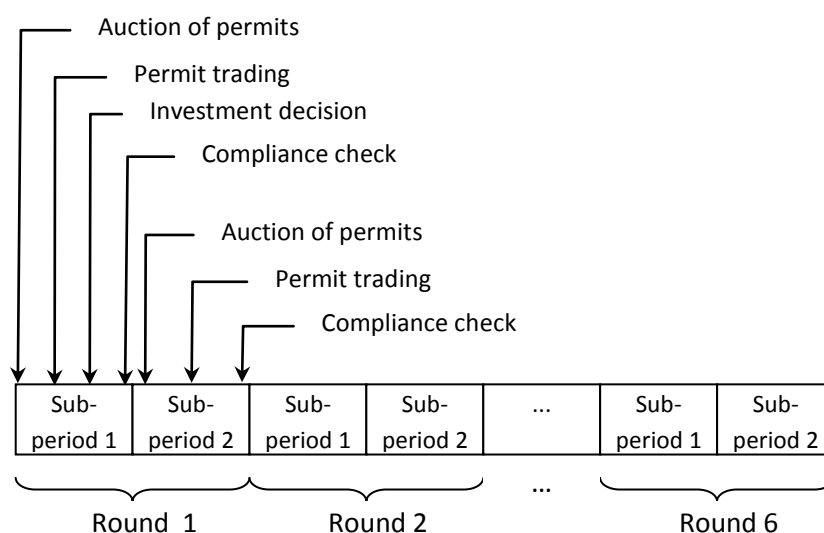 Auction of permits
Permit trading
Investment decision
Compliance check
Auction of permits
Permit trading
Compliance check
Sub-
period 1
Sub-
period 2
Sub-
period 1
Sub-
period 2
...
Sub-
period 1
Sub-
period 2
...
Round 1
Round 2
Round 6